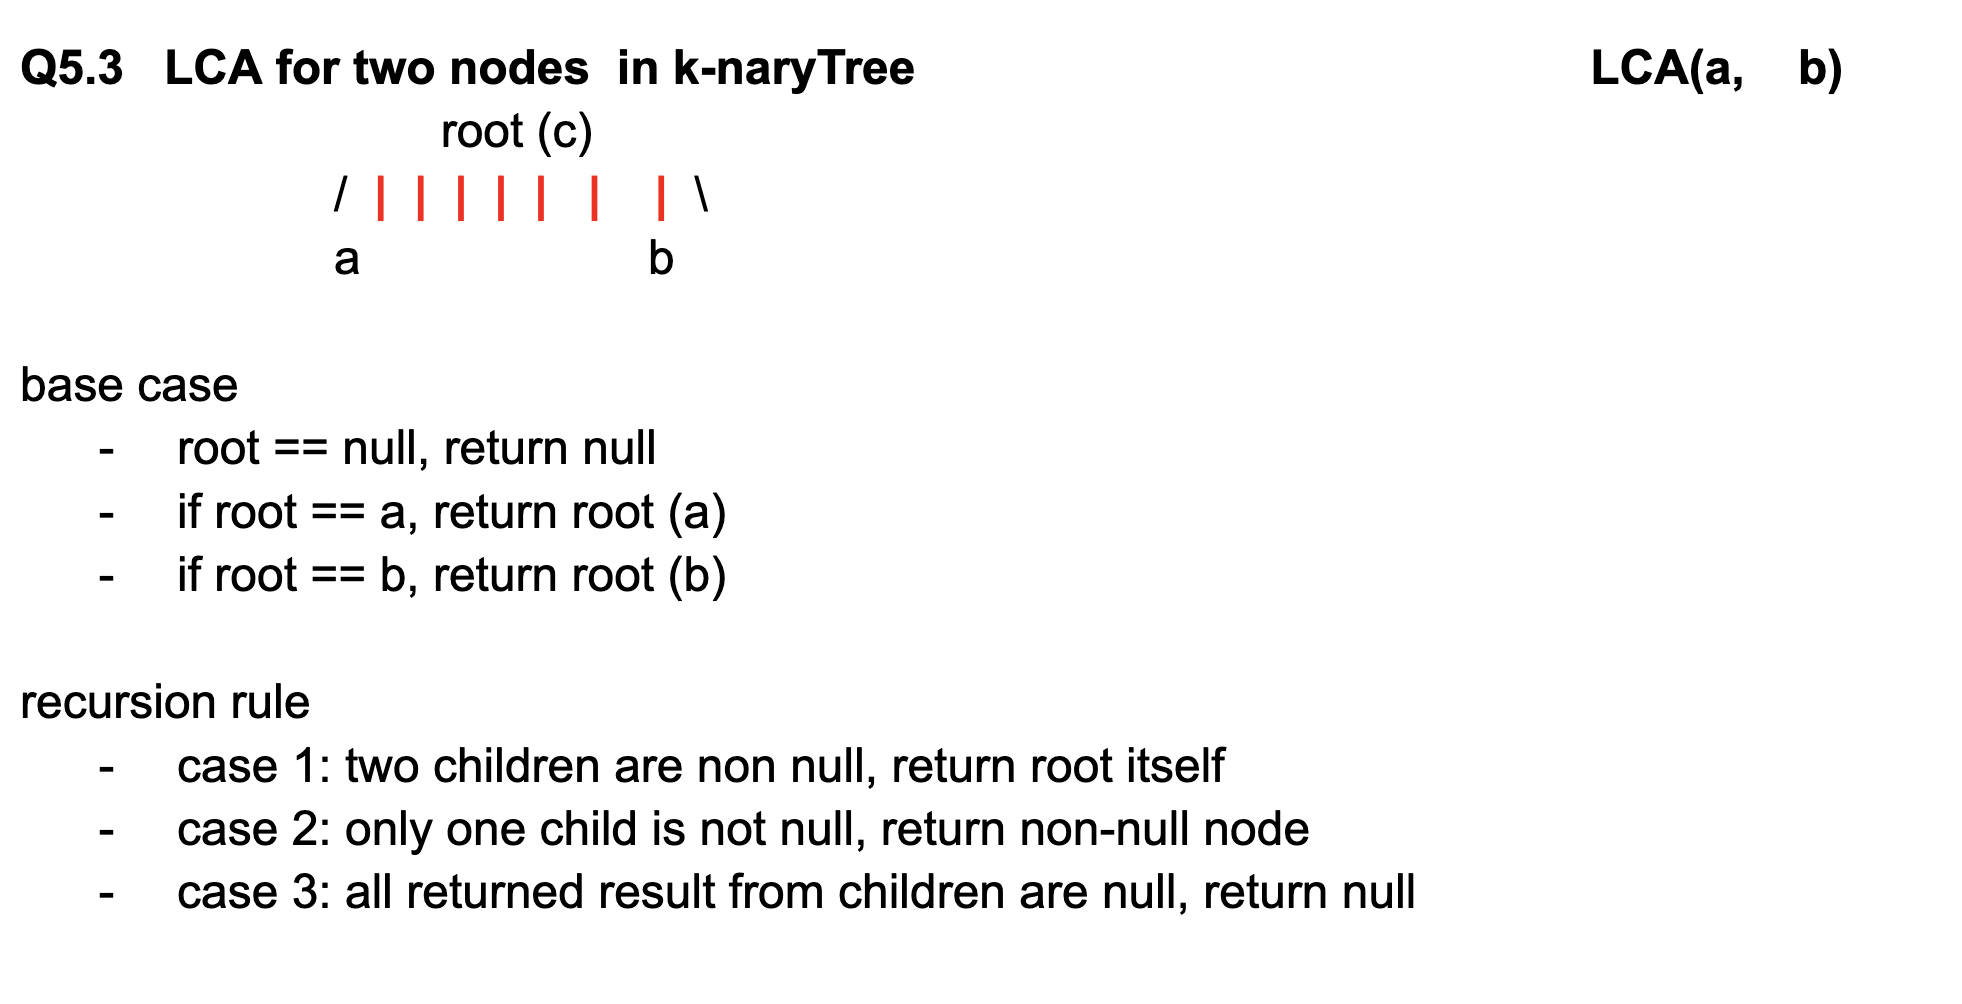 Q5.3 LCA for two nodes in k-naryTree LCA(a, b)
root (c)
/ | | | | | | | \
a b
base case
- root == null, return null
- if root == a, return root (a)
- if root == b, return root (b)
recursion rule
- case 1: two children are non null, return root itself
- case 2: only one child is not null, return non-null node
- case 3: all returned result from children are null, return null